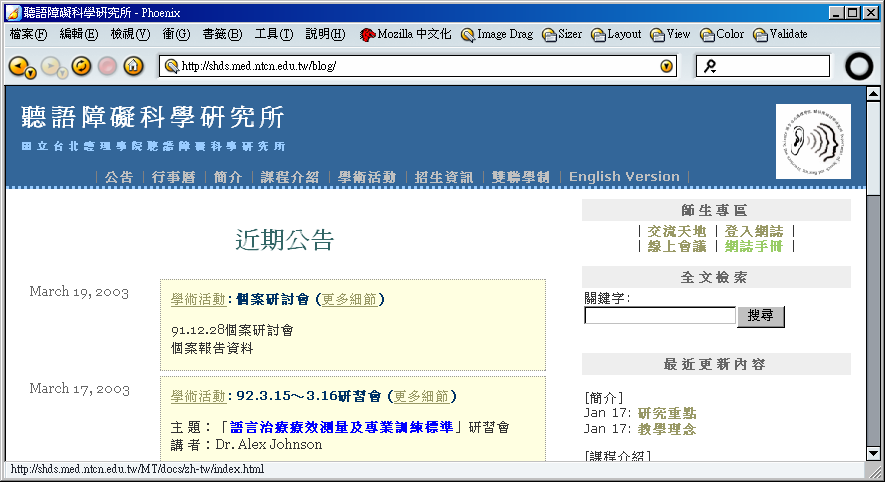 聽語障礙科學研究所 - Phoenix
檔案(F) 編輯(E) 檢視(V) 衝(G) 書籤(B) 工具(T) 說明(H) Mozilla 中文化 Image Drag Sizer Layout View Color Validate
http://shds.med.ntcn.edu.tw/blog/
聽語障礙科學研究所
國立台北護理學院聽語障礙科學研究所
| 公告 | 行事曆 | 簡介 | 課程介紹 | 學術活動 | 招生資訊 | 雙聯學制 | English Version |
近期公告
March 19, 2003
學術活動: 個案研討會 (更多細節)
91.12.28個案研討會
個案報告資料
March 17, 2003
學術活動: 92.3.15～3.16研習會 (更多細節)
主 題：「語言治療療效測量及專業訓練標準」研習會
講 者：Dr. Alex Johnson
師生專區
| 交流天地 | 登入網誌 |
| 線上會議 | 網誌手冊 |
全文檢索
關鍵字:
搜尋
最近更新內容
[簡介]
Jan 17: 研究重點
Jan 17: 教學理念
[課程介紹]
http://shds.med.ntcn.edu.tw/MT/docs/zh-tw/index.html